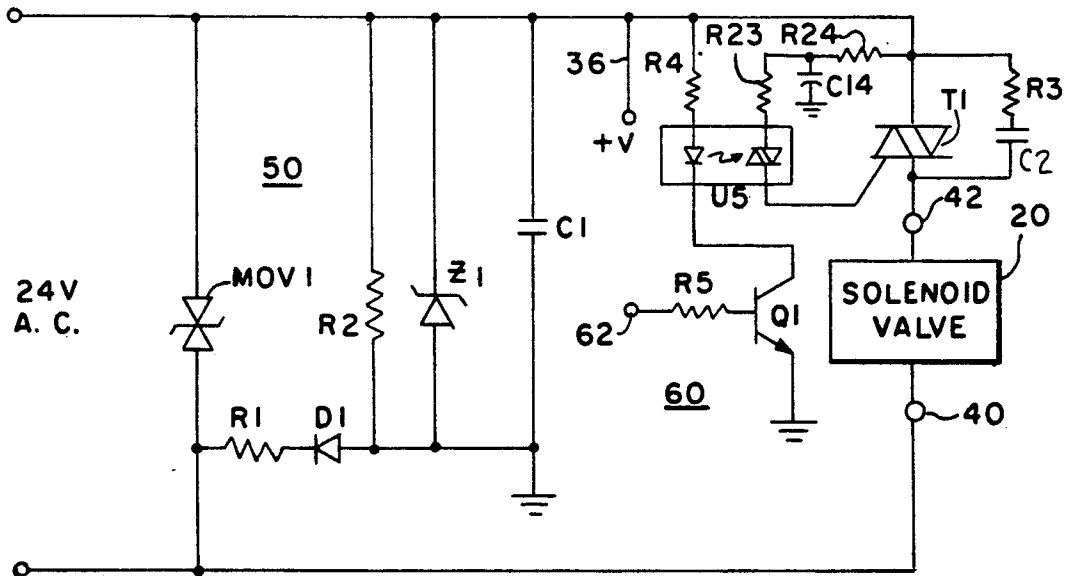 R23
R24
36
R4
C14
R3
T1
+V
C2
50
U5
42
20
C1
MOV1
Z1
24V
A. C.
R2
R5
SOLENOID
VALVE
62
Q1
60
R1
D1
40